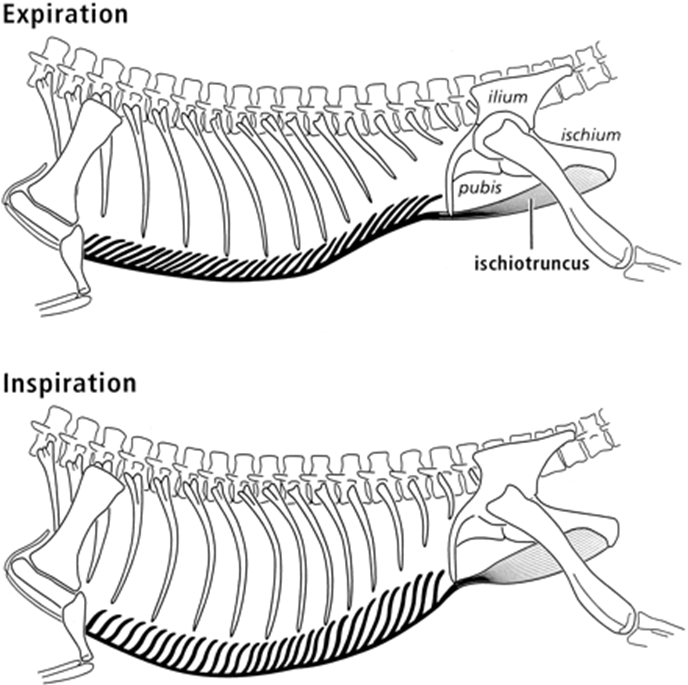 Expiration
ilium
ischium
pubis
ischiotruncus
Inspiration